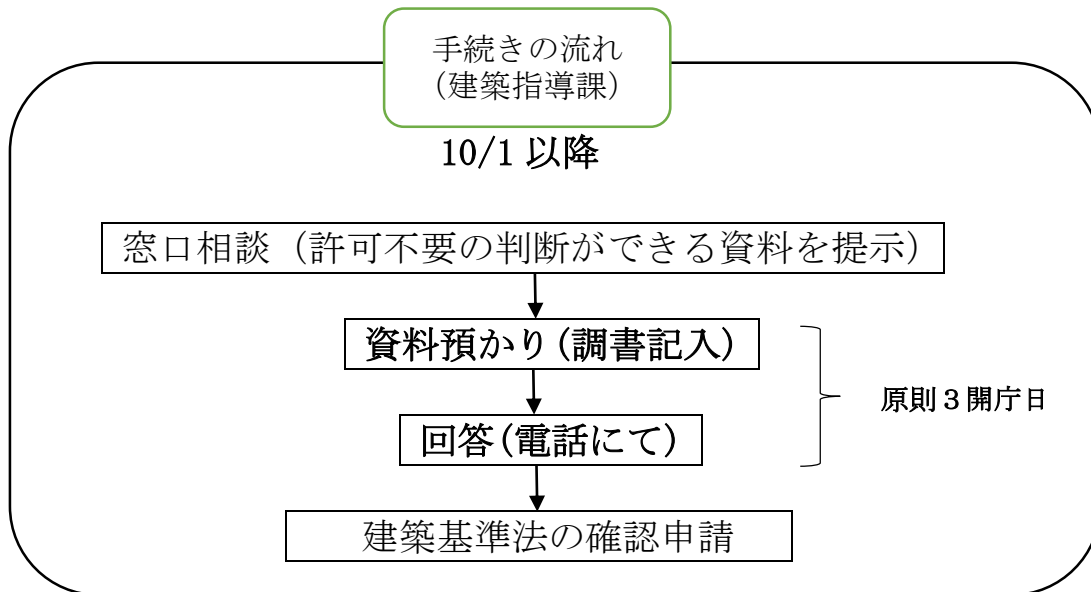 手続きの流れ
(建築指導課)
10/1 以降
窓口相談（許可不要の判断ができる資料を提示）
資料預かり(調書記入)
回答(電話にて)
原則３開庁日
建築基準法の確認申請